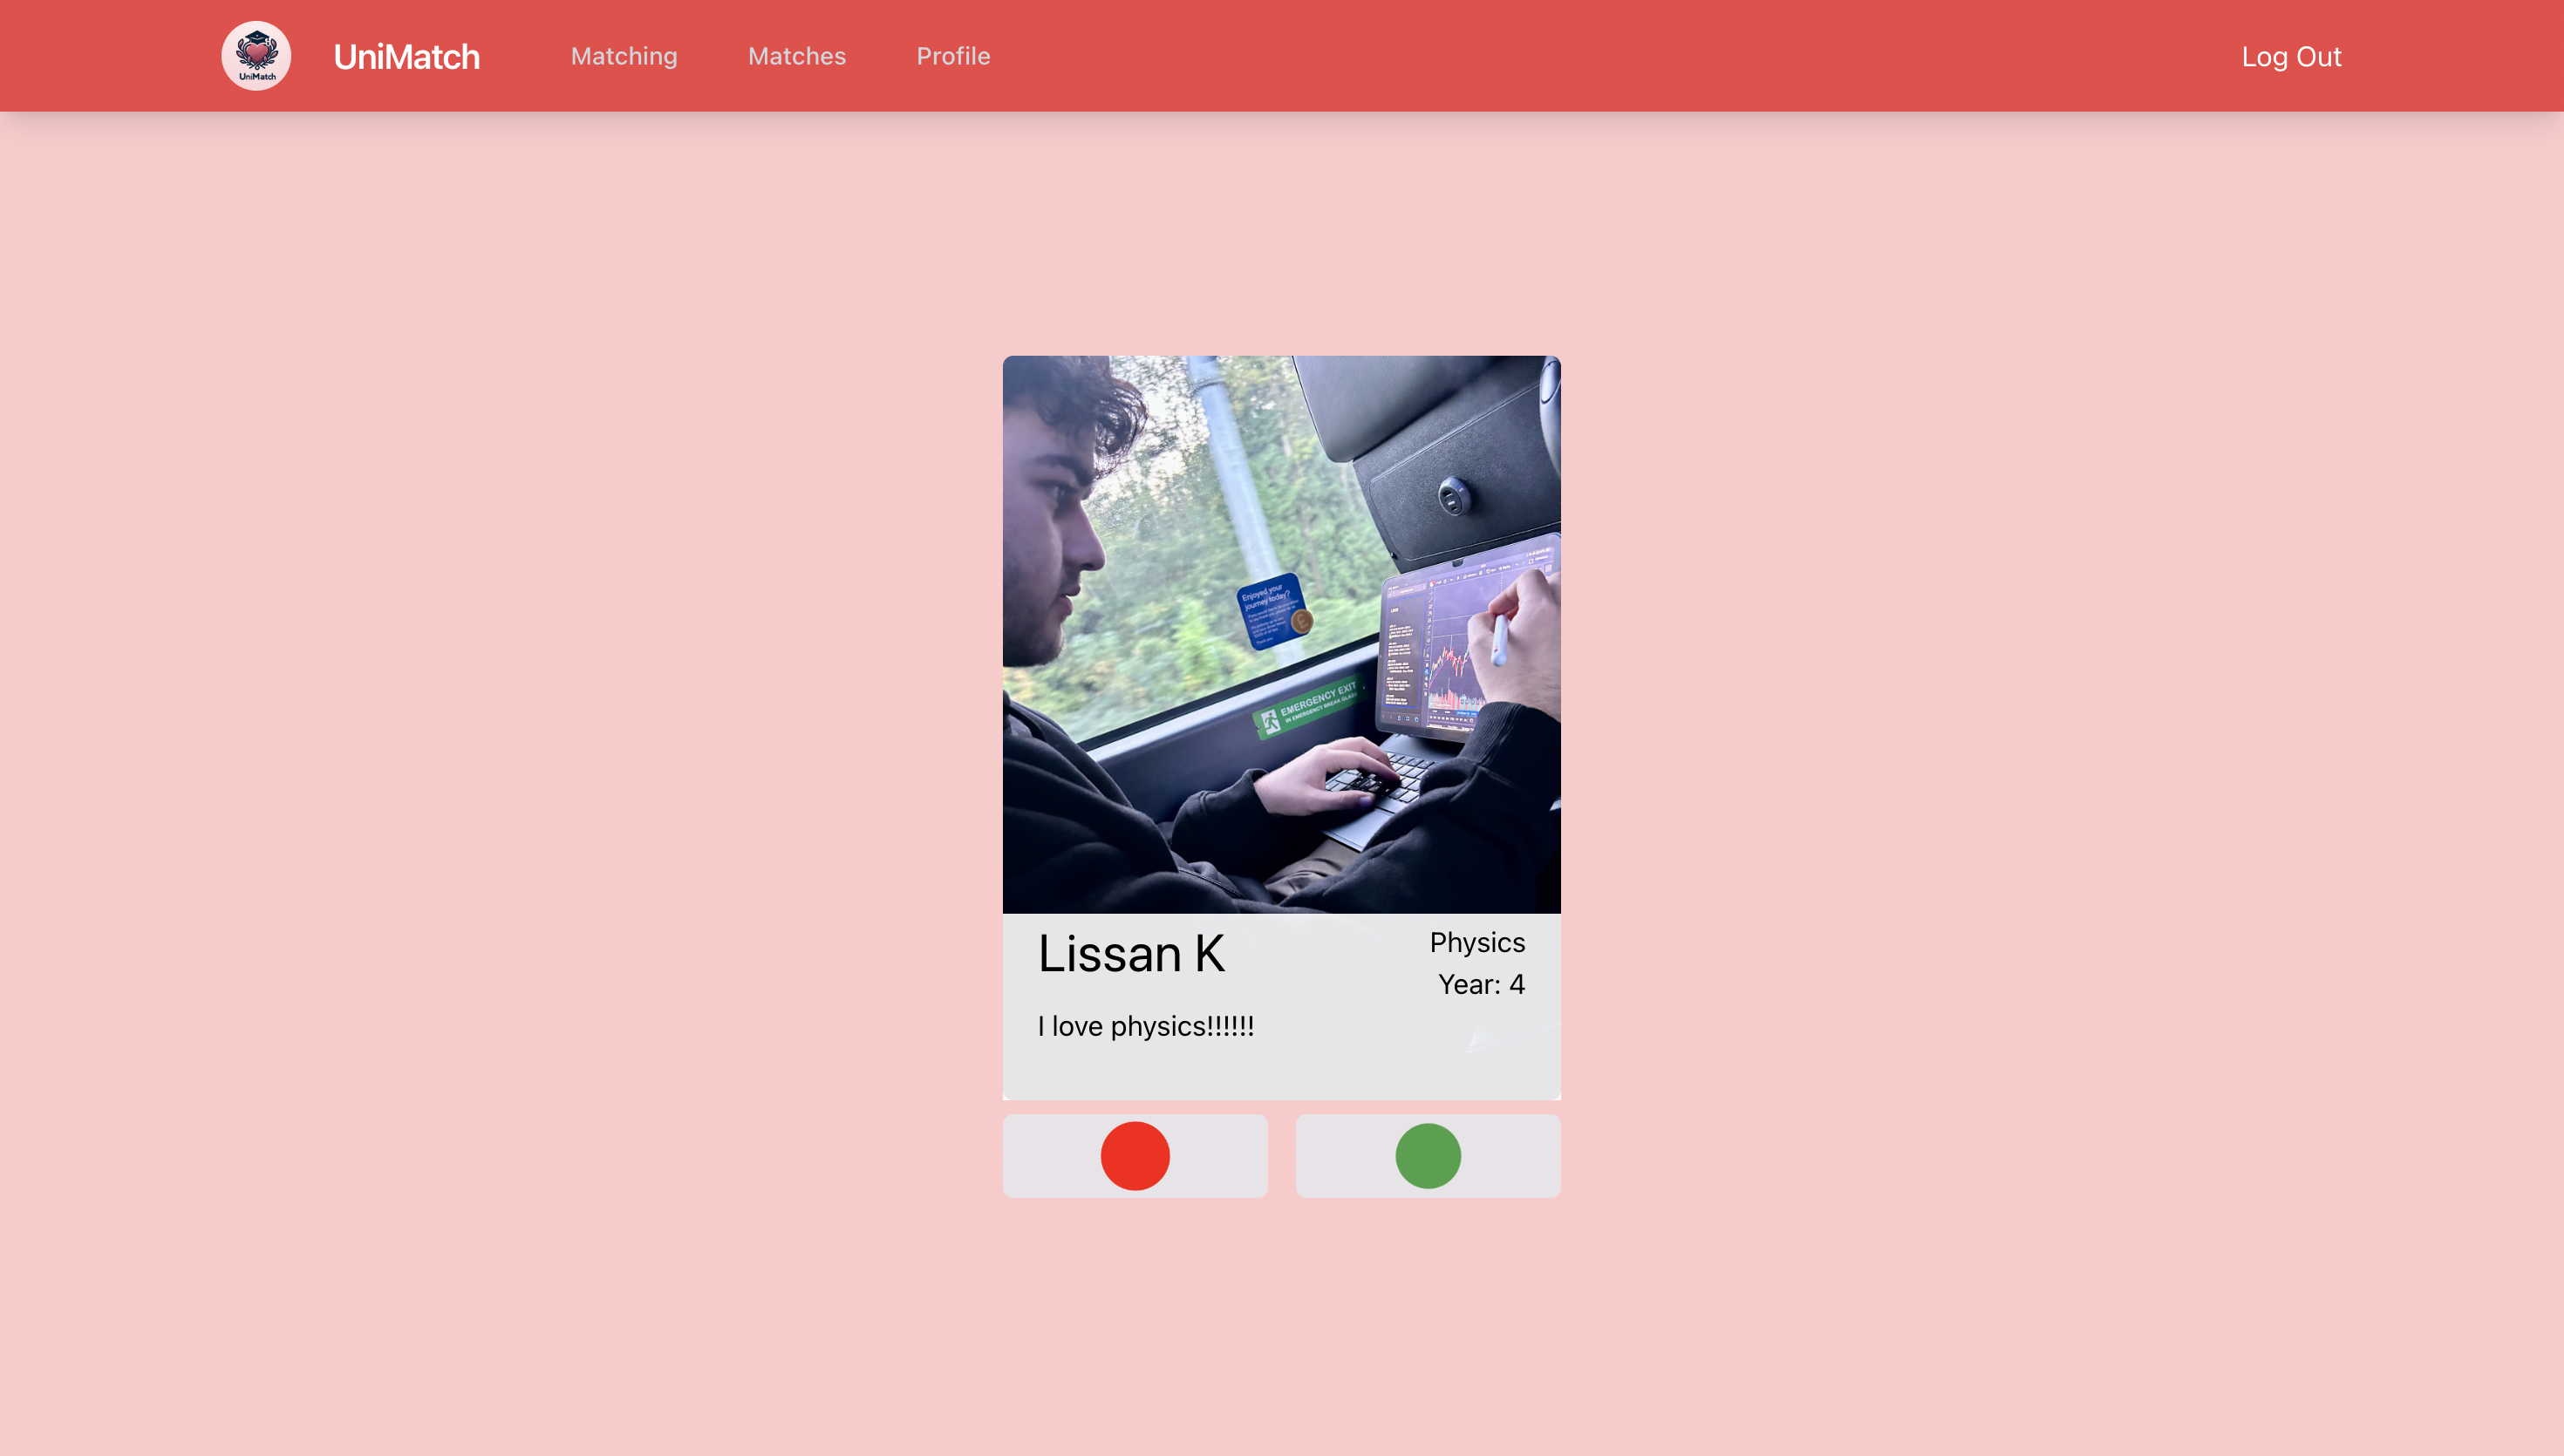 UniMatch
UniMatch
Matching
Matches
Profile
Log Out
Enjoyed your
journey today?
£
EMERGENCY EXIT
IN EMERGENCY BREAK GLASS
Lissan K
Physics
Year: 4
I love physics!!!!!!